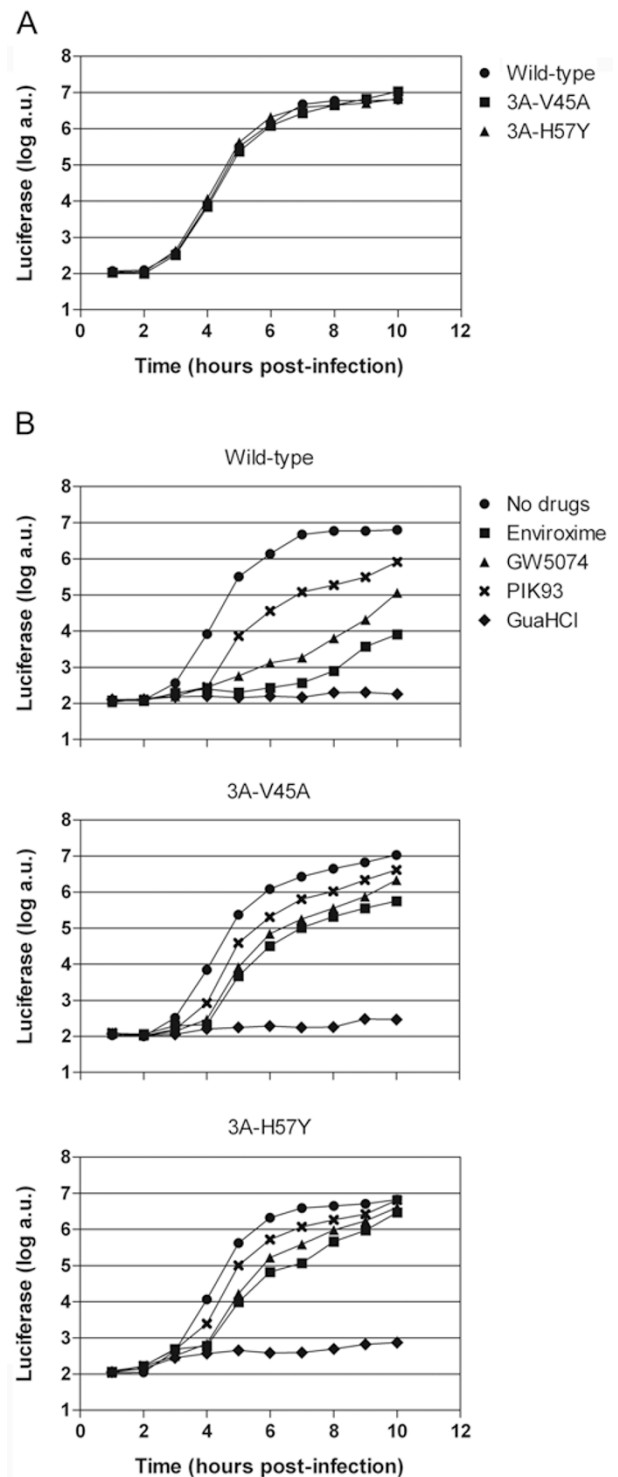 A
8
7
6
5
4
3
2
1
Luciferase (log a.u.)
0 2 4 6 8 10 12
Time (hours post-infection)
Wild-type
3A-V45A
3A-H57Y
B
Wild-type
8
7
6
5
4
3
2
1
Luciferase (log a.u.)
No drugs
Enviroxime
GW5074
PIK93
GuaHCl
3A-V45A
8
7
6
5
4
3
2
1
Luciferase (log a.u.)
3A-H57Y
8
7
6
5
4
3
2
1
Luciferase (log a.u.)
0 2 4 6 8 10 12
Time (hours post-infection)